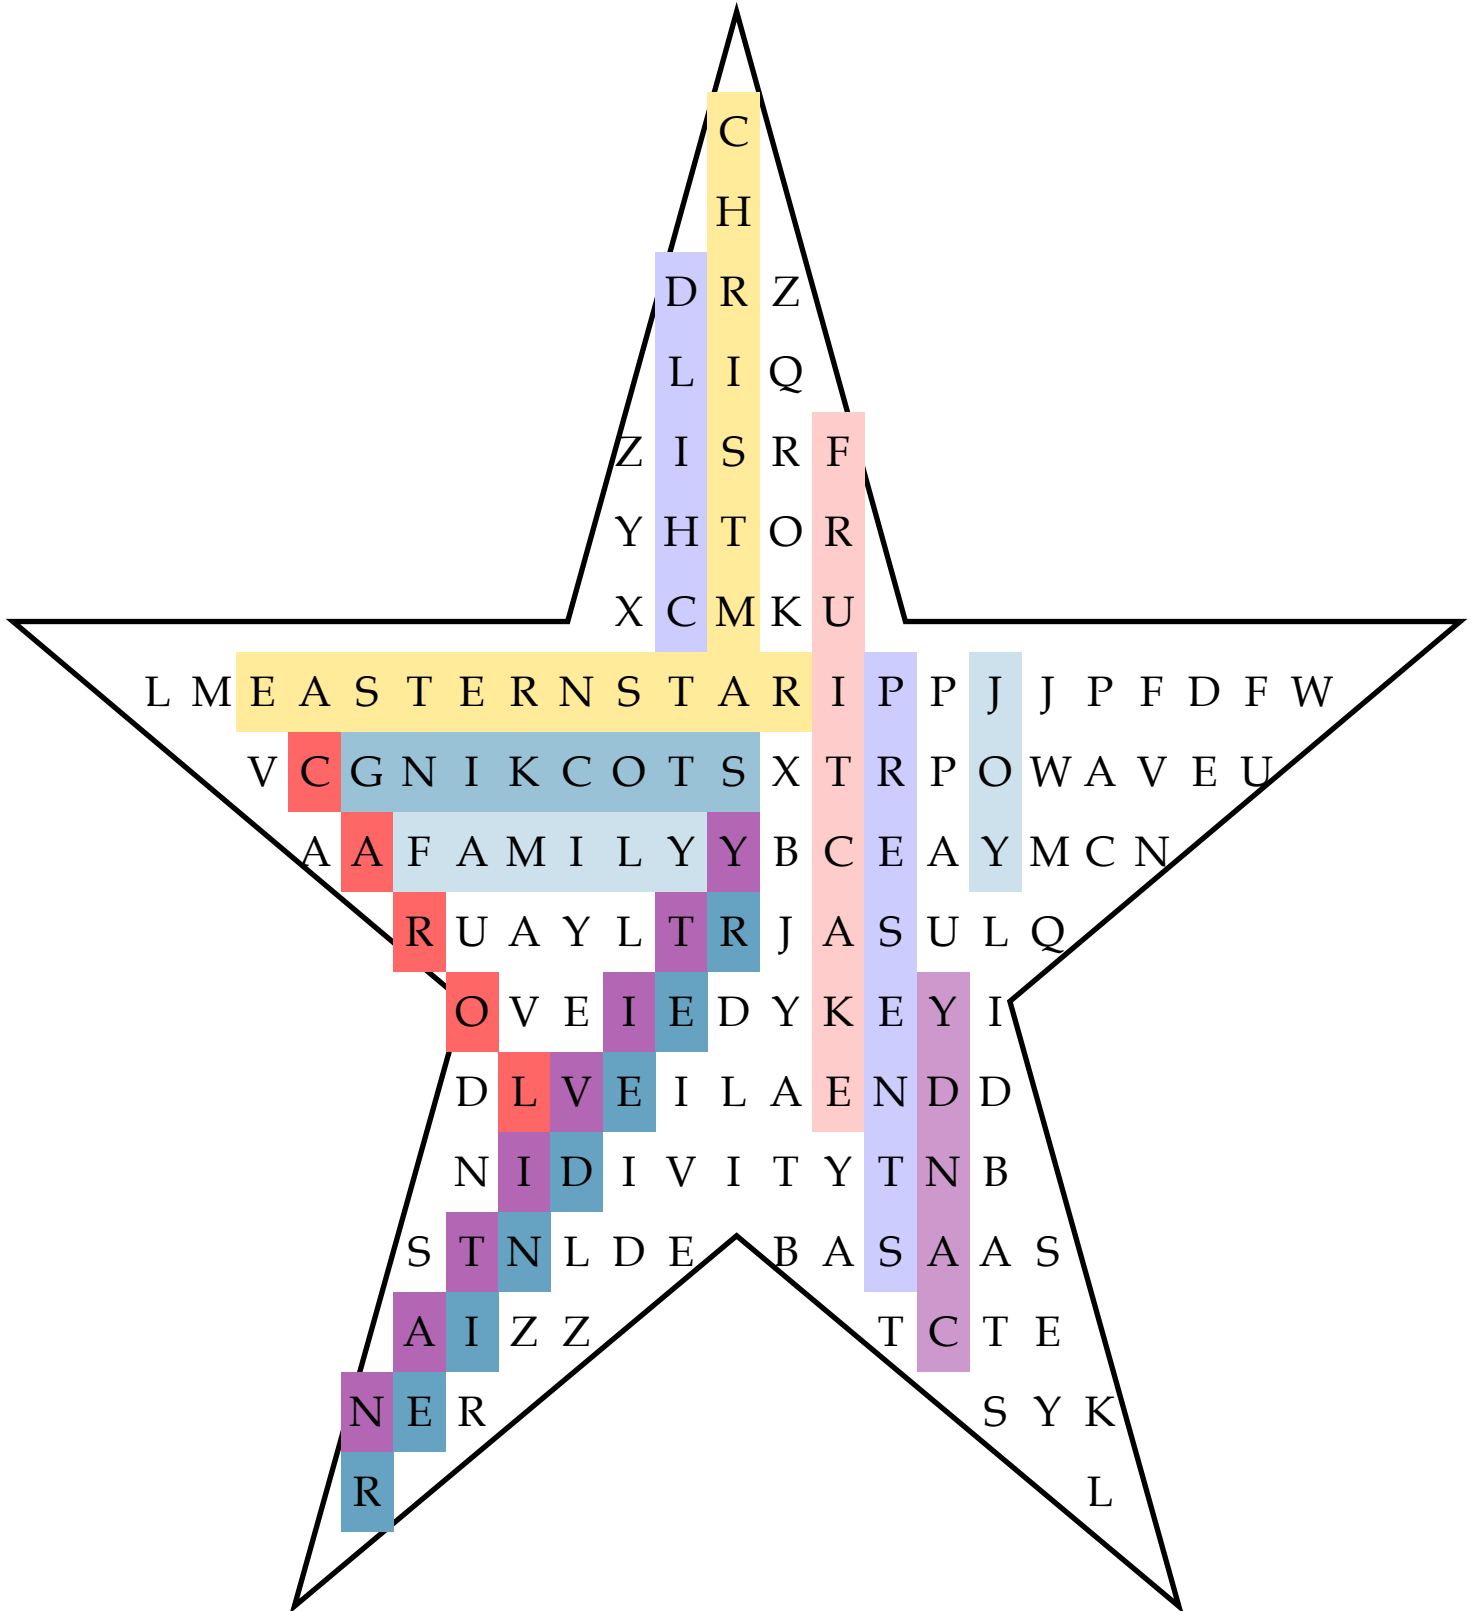 C
H
D R Z
L I Q
Z I S R F
Y H T O R
X C M K U
L M E A S T E R N S T A R I P P J J P F D F W
V C G N I K C O T S X T R P O W A V E U
A A F A M I L Y Y B C E A Y M C N
R U A Y L T R J A S U L Q
O V E I E D Y K E Y I
D L V E I L A E N D D
N I D I V I T Y T N B
S T N L D E B A S A A S
A I Z Z T C T E
N E R S Y K
R L